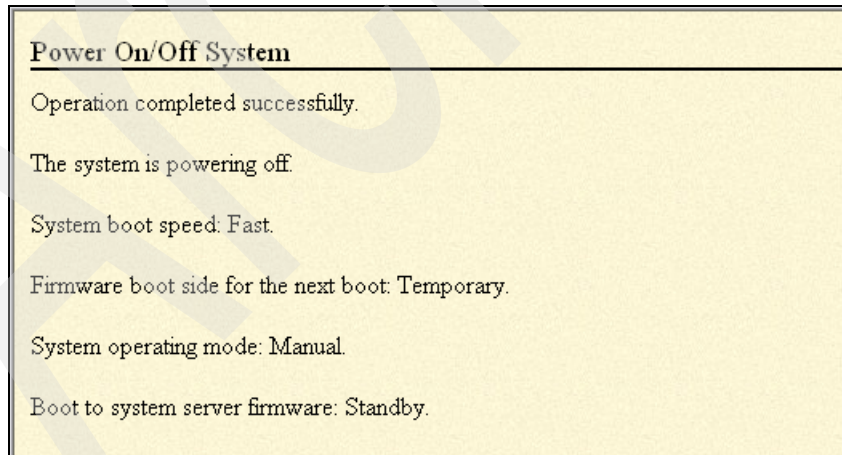 Power On/Off System
Operation completed successfully.
The system is powering off.
System boot speed: Fast.
Firmware boot side for the next boot: Temporary.
System operating mode: Manual.
Boot to system server firmware: Standby.